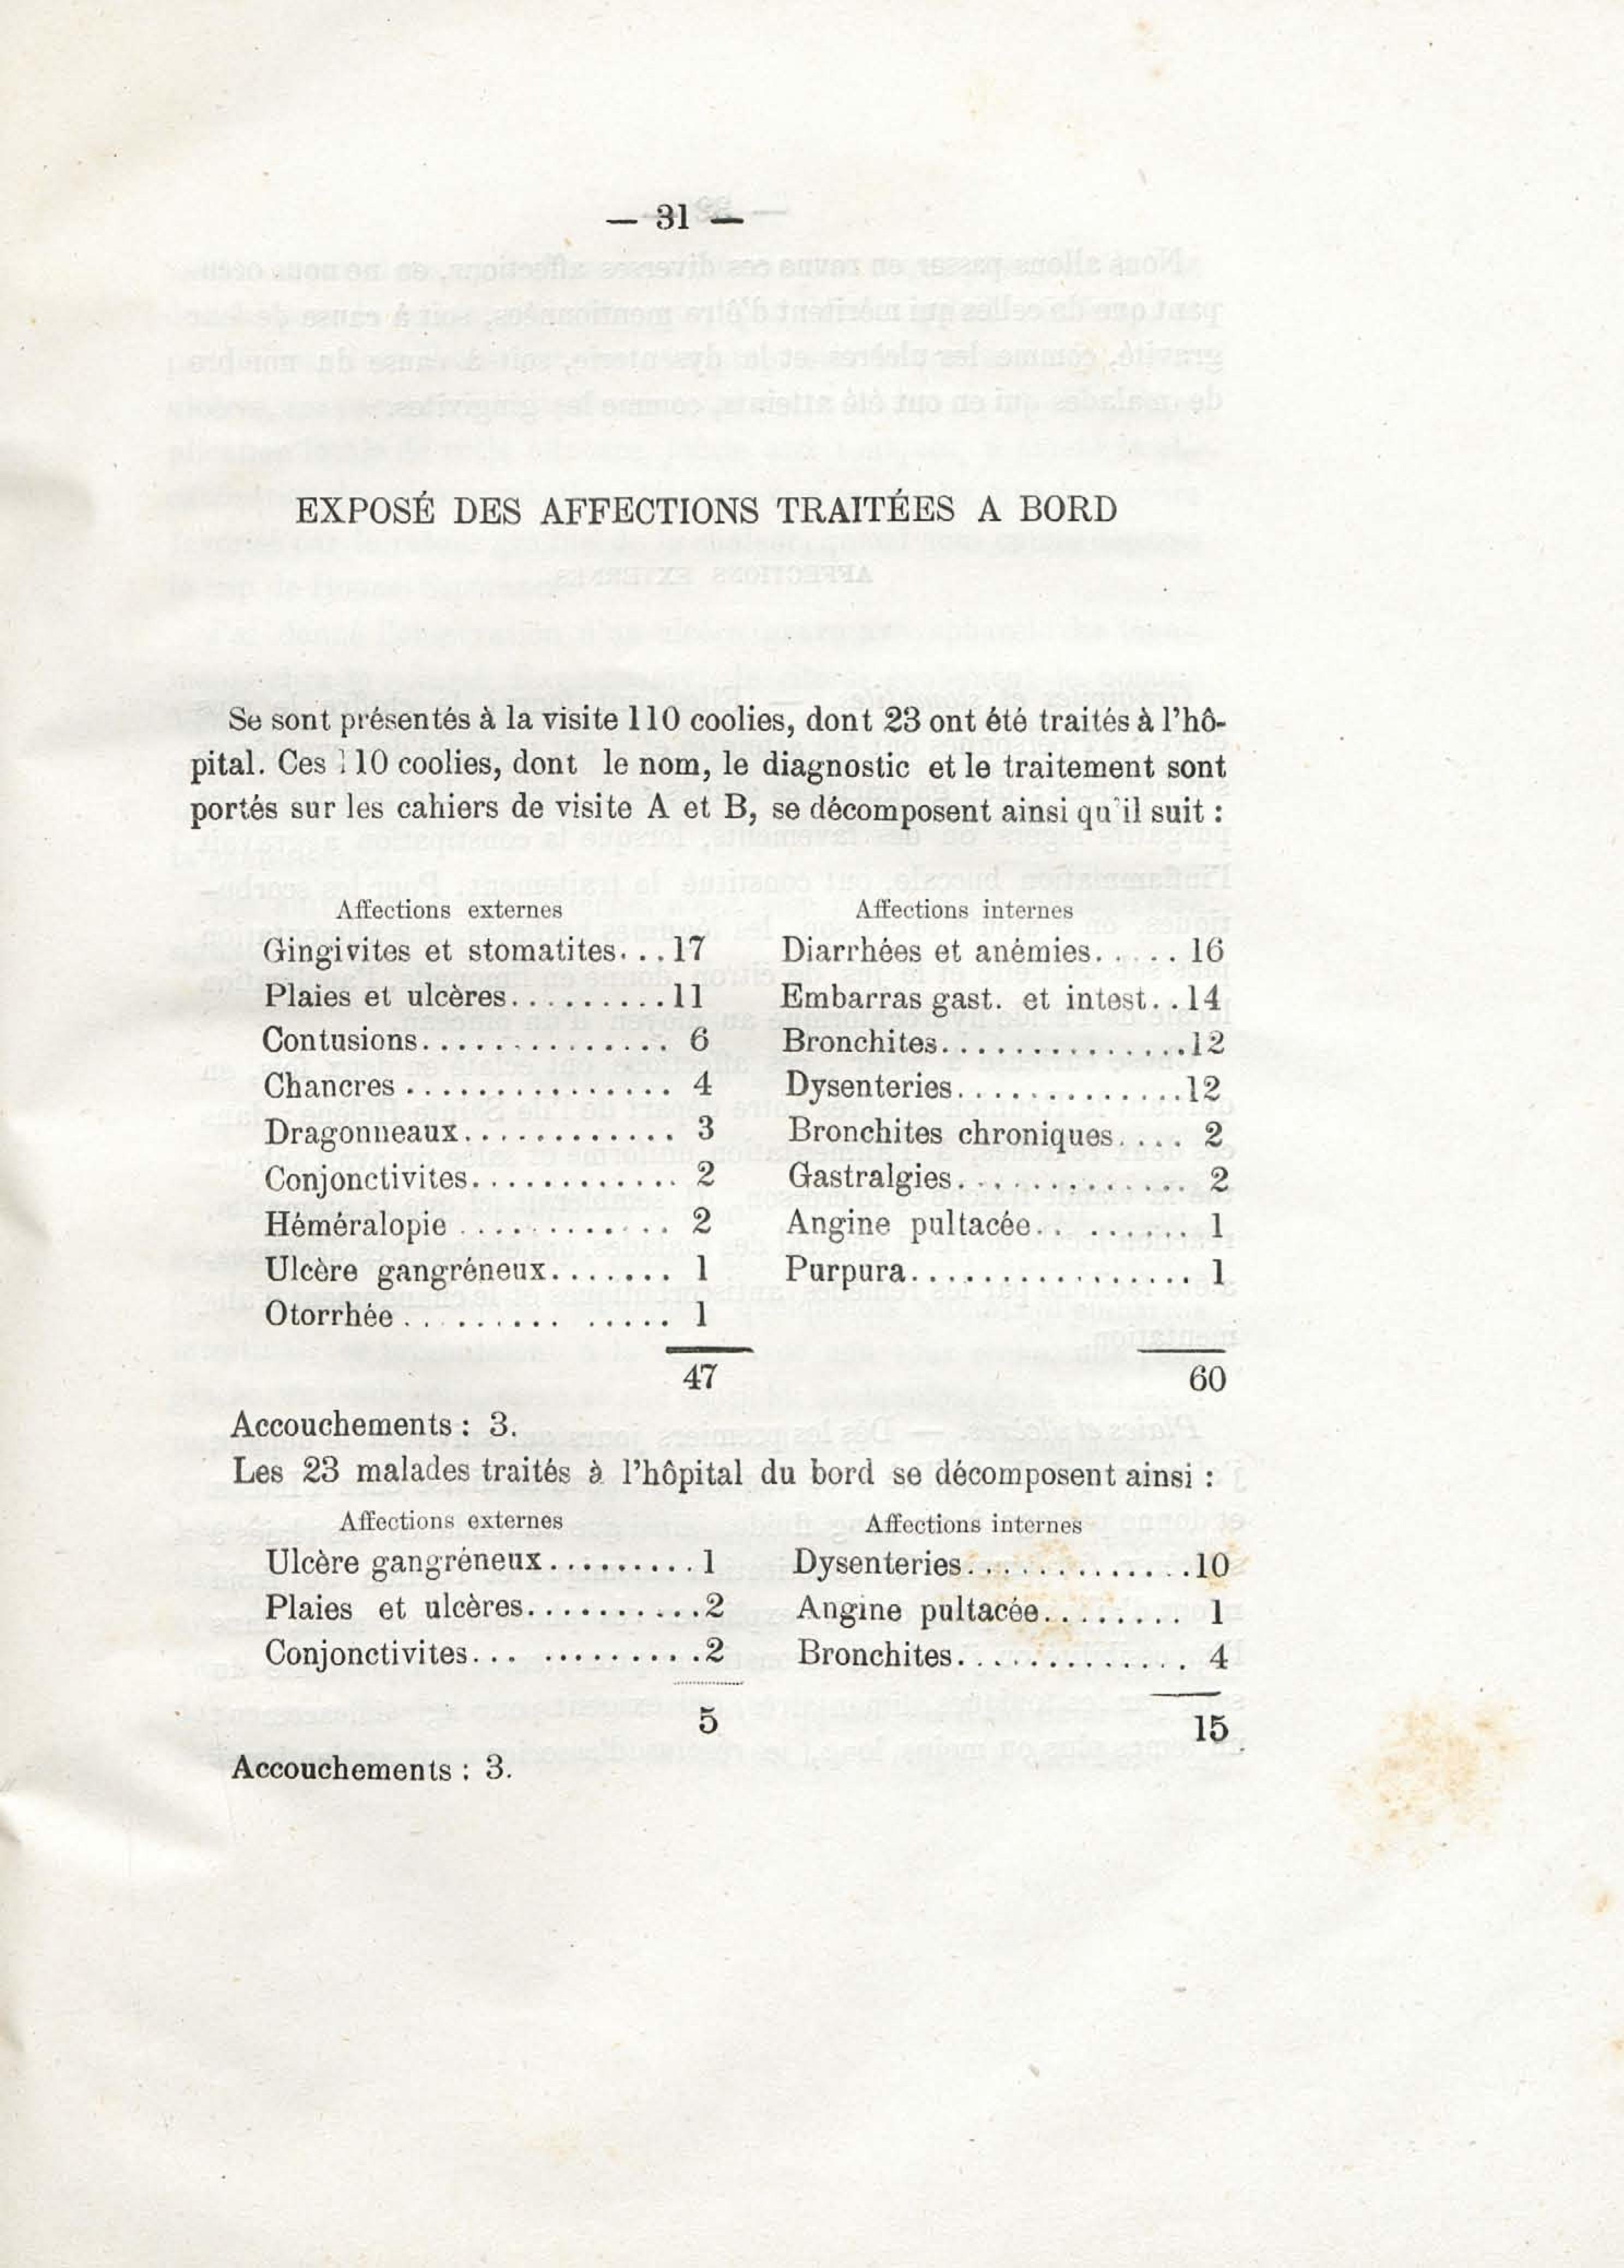 — 31 —
EXPOSÉ DES AFFECTIONS TRAITÉES A BORD
Se sont présentés à la visite 110 coolies, dont 23 ont été traités à l'hô-
pital. Ces 110 coolies, dont le nom, le diagnostic et le traitement sont
portés sur les cahiers de visite A et B, se décomposent ainsi qu'il suit :
Affections externes Affections internes
Gingivites et stomatites...17 Diarrhées et anémies..... 16
Plaies et ulcères.........11 Embarras gast. et intest..14
Contusions.............. 6 Bronchites..............12
Chancres ............... 4 Dysenteries.............12
Dragonneaux............ 3 Bronchites chroniques.... 2
Conjonctivites............ 2 Gastralgies............. 2
Héméralopie ............ 2 Angine pultacée.. ...... 1
Ulcère gangréneux....... 1 Purpura................ 1
Otorrhée ......... ..... 1
47 60
Accouchements : 3.
Les 23 malades traités à l'hôpital du bord se décomposent ainsi :
Affections externes Affections internes
Ulcère gangréneux.........1 Dysenteries.............10
Plaies et ulcères..........2 Angine pultacée........ 1
Conjonctivites... .........2 Bronchites............. 4
5 15
Accouchements : 3.